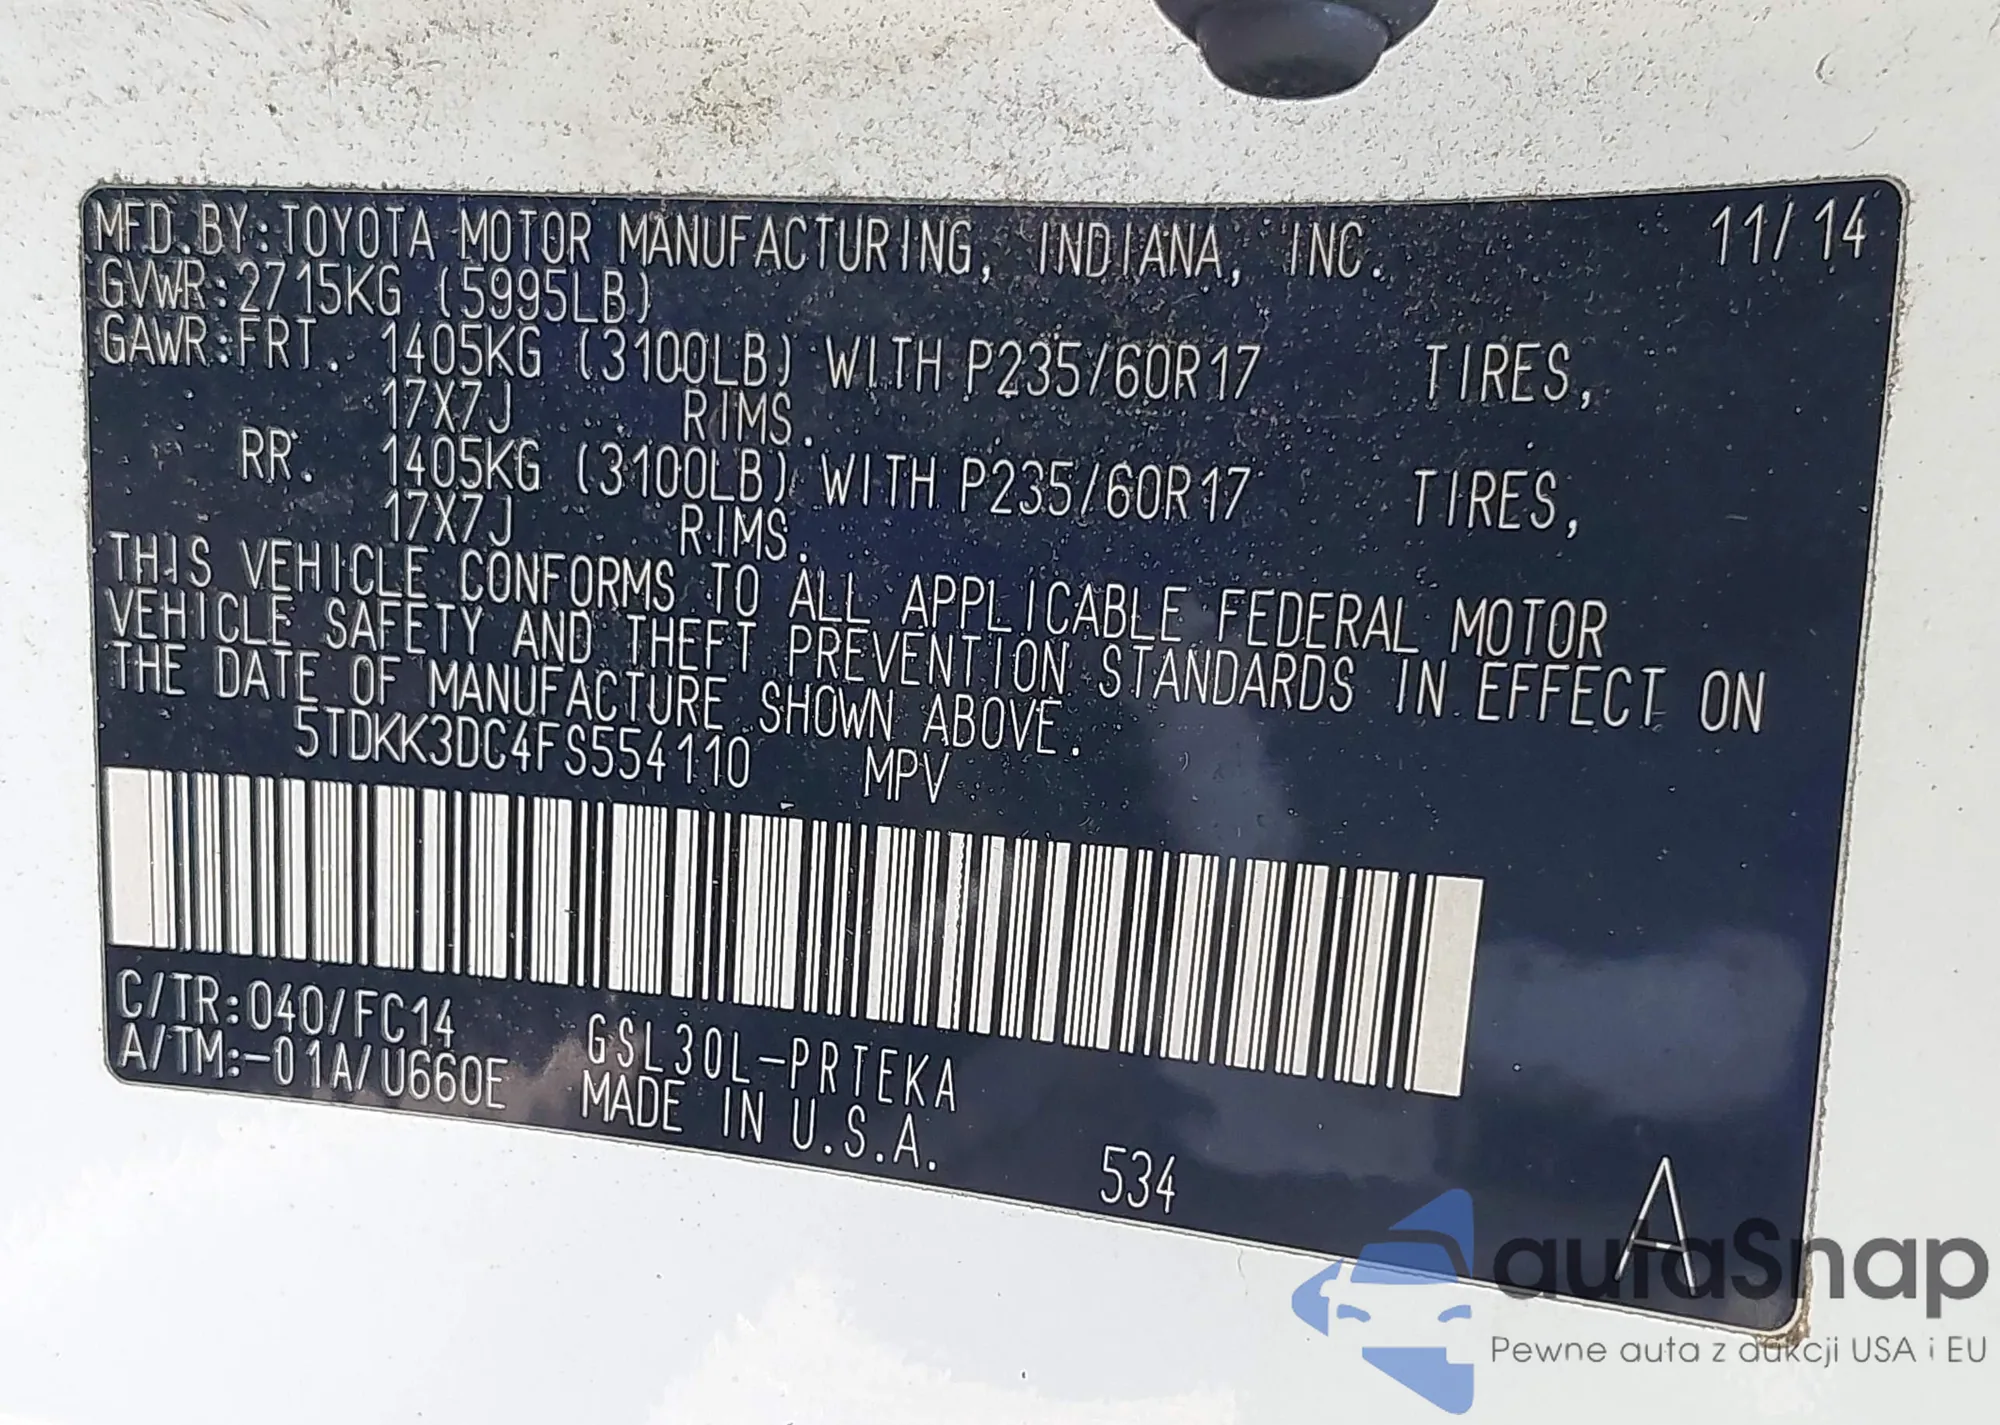 MFD. BY: TOYOTA MOTOR MANUFACTURING, INDIANA, INC. 11/14
GVWR: 2715KG (5995LB)
GAWR: FRT. 1405KG (3100LB) WITH P235/60R17 TIRES,
17X7J RIMS.
RR. 1405KG (3100LB) WITH P235/60R17 TIRES,
17X7J RIMS.
THIS VEHICLE CONFORMS TO ALL APPLICABLE FEDERAL MOTOR
VEHICLE SAFETY AND THEFT PREVENTION STANDARDS IN EFFECT ON
THE DATE OF MANUFACTURE SHOWN ABOVE.
5TDKK3DC4FS554110 MPV
C/TR: 040/FC14 GSL30L-PRTEKA
A/TM: -01A/U660E MADE IN U.S.A.
534 A
autaSnap
Pewne auta z aukcji USA i EU